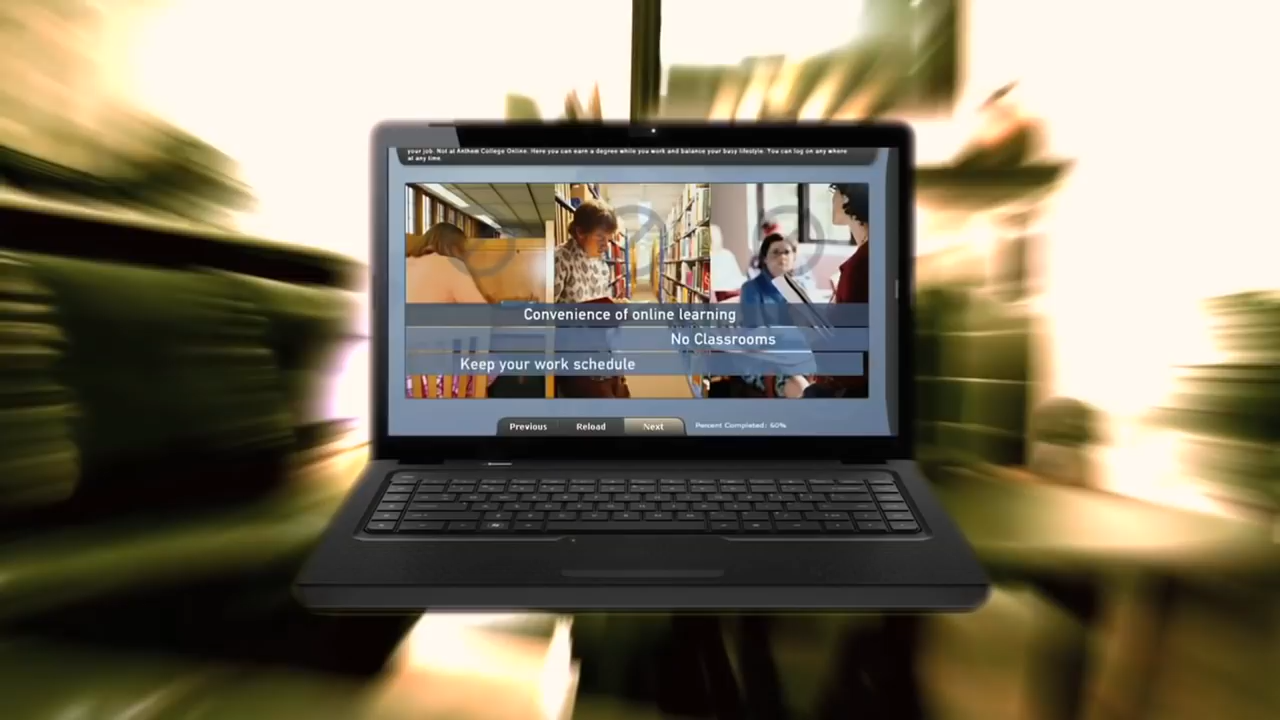 your job. Not at Anthem College Online. Here you can earn a degree while you work and balance your busy lifestyle. You can log on any where
at any time.
Convenience of online learning
No Classrooms
Keep your work schedule
Previous Reload Next Percent Completed: 60%